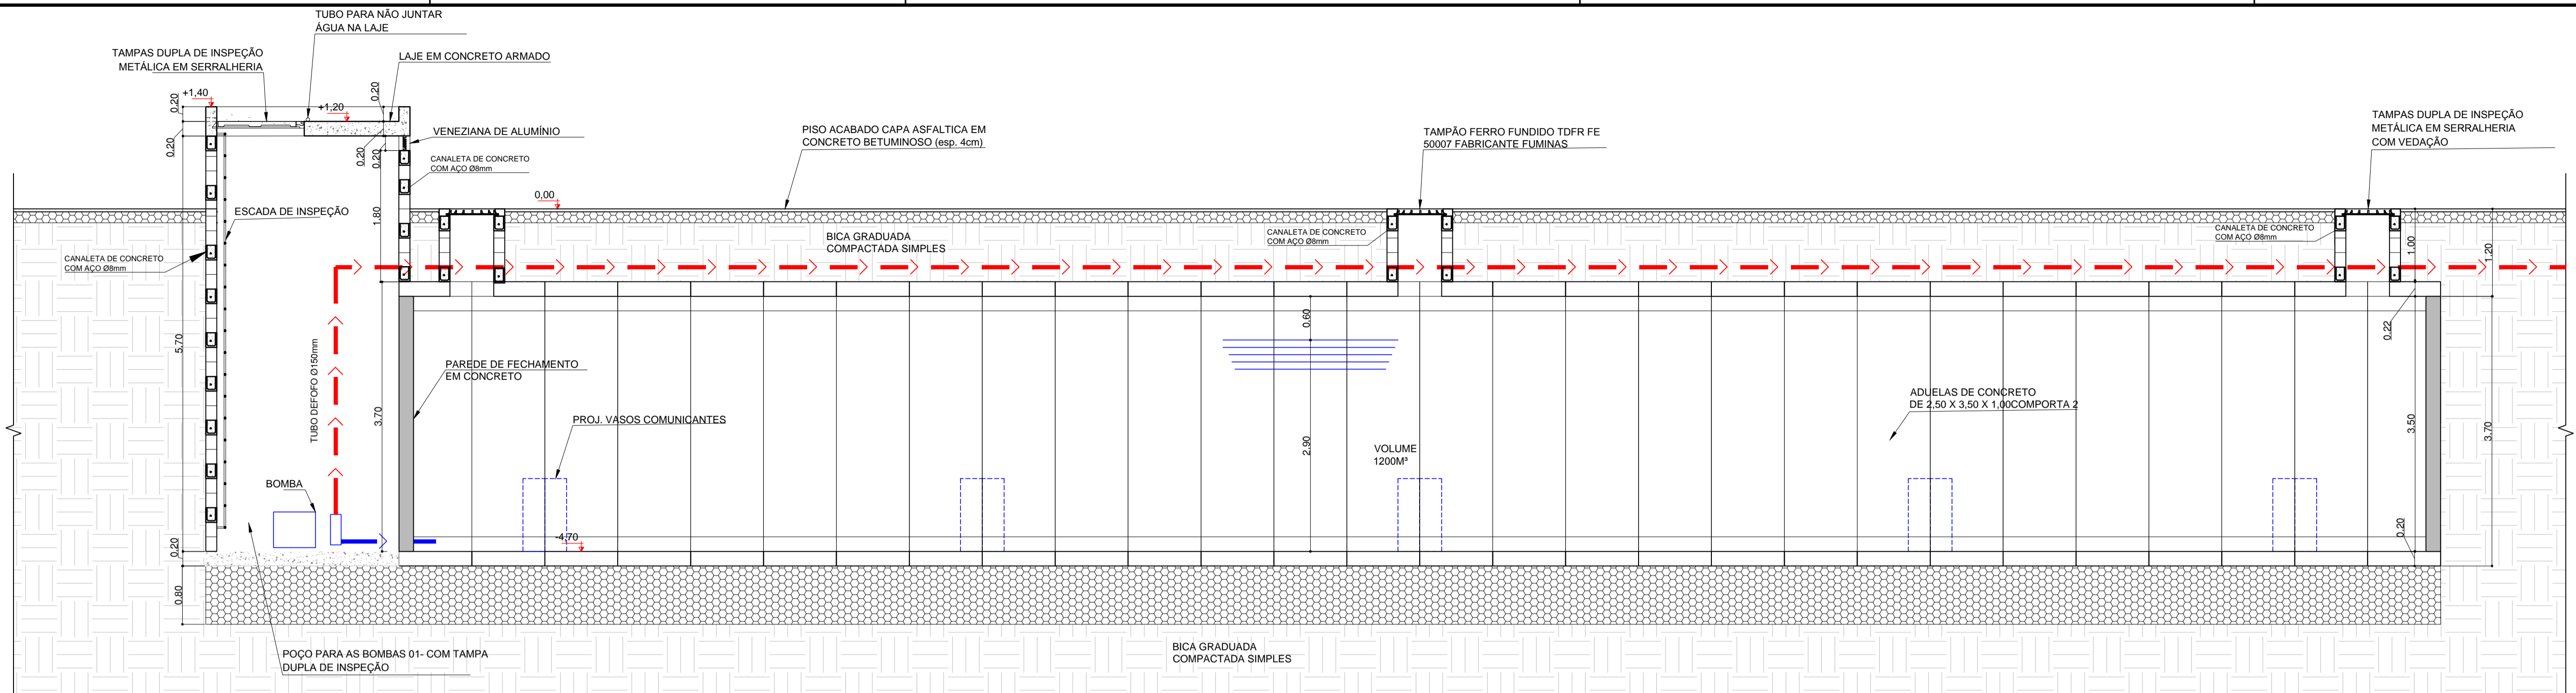 TUBO PARA NÃO JUNTAR
ÁGUA NA LAJE
TAMPAS DUPLA DE INSPEÇÃO
METÁLICA EM SERRALHERIA
LAJE EM CONCRETO ARMADO
0.20
+1,40
0.20
+1,20
0.20
0.20
0.20
VENEZIANA DE ALUMÍNIO
CANALETA DE CONCRETO
COM AÇO Ø8mm
PISO ACABADO CAPA ASFALTICA EM
CONCRETO BETUMINOSO (esp. 4cm)
TAMPÃO FERRO FUNDIDO TDFR FE
50007 FABRICANTE FUMINAS
TAMPAS DUPLA DE INSPEÇÃO
METÁLICA EM SERRALHERIA
COM VEDAÇÃO
0,00
ESCADA DE INSPEÇÃO
1.80
BICA GRADUADA
COMPACTADA SIMPLES
CANALETA DE CONCRETO
COM AÇO Ø8mm
CANALETA DE CONCRETO
COM AÇO Ø8mm
1.00
1.20
CANALETA DE CONCRETO
COM AÇO Ø8mm
5.70
TUBO DEFOFO Ø150mm
3.70
0.60
0.22
PAREDE DE FECHAMENTO
EM CONCRETO
PROJ. VASOS COMUNICANTES
2.90
VOLUME
1200M³
ADUELAS DE CONCRETO
DE 2,50 X 3,50 X 1,00COMPORTA 2
3.50
3.70
BOMBA
-4,70
0.20
0.20
0.80
POÇO PARA AS BOMBAS 01- COM TAMPA
DUPLA DE INSPEÇÃO
BICA GRADUADA
COMPACTADA SIMPLES